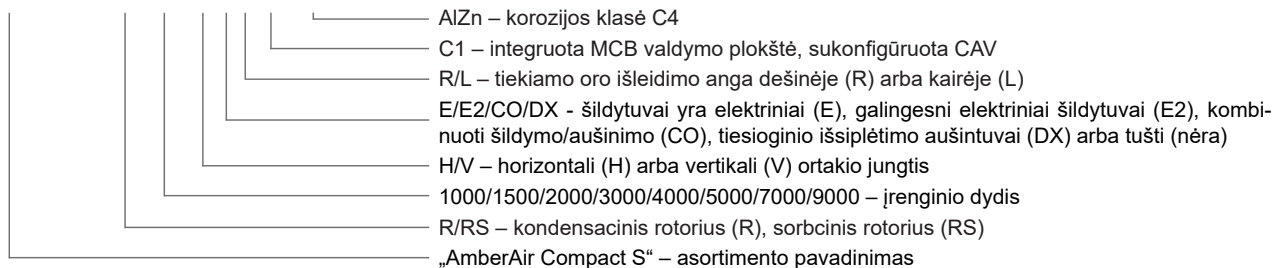 AlZn – korozijos klasė C4
C1 – integruota MCB valdymo plokštė, sukonfigūruota CAV
R/L – tiekiamo oro išleidimo anga dešinėje (R) arba kairėje (L)
E/E2/CO/DX - šildytuvai yra elektriniai (E), galingesni elektriniai šildytuvai (E2), kombi-
nuoti šildymo/aušinimo (CO), tiesioginio išsiplėtimo aušintuvai (DX) arba tušti (nėra)
H/V – horizontali (H) arba vertikali (V) ortakio jungtis
1000/1500/2000/3000/4000/5000/7000/9000 – įrenginio dydis
R/RS – kondensacinis rotorius (R), sorbcinis rotorius (RS)
„AmberAir Compact S“ – asortimento pavadinimas